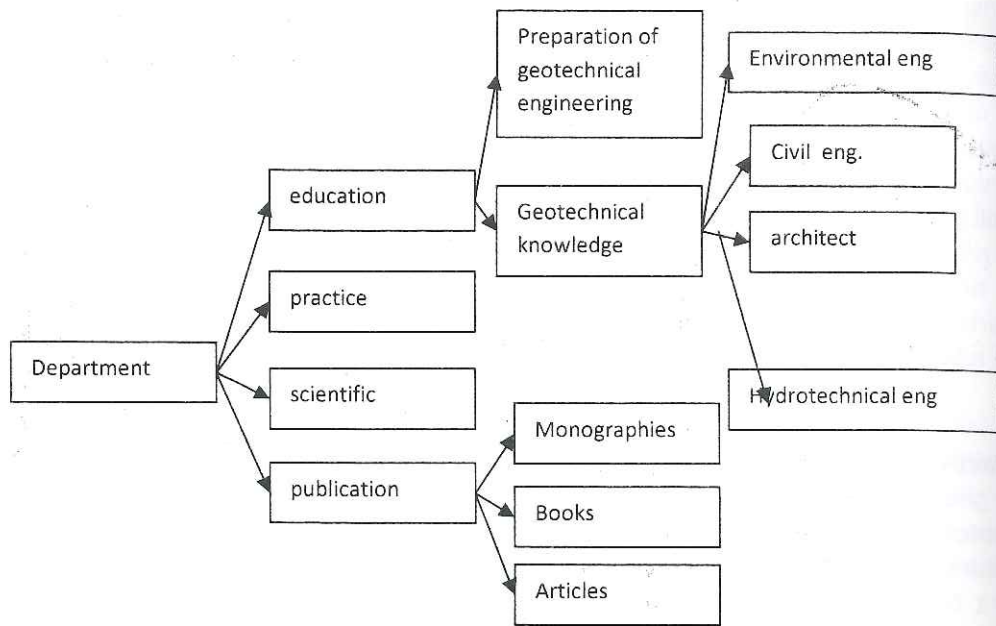 Preparation of
geotechnical
engineering
Environmental eng
Civil eng.
education
Geotechnical
knowledge
architect
practice
Department
scientific
Hydrotechnical eng
Monographies
publication
Books
Articles